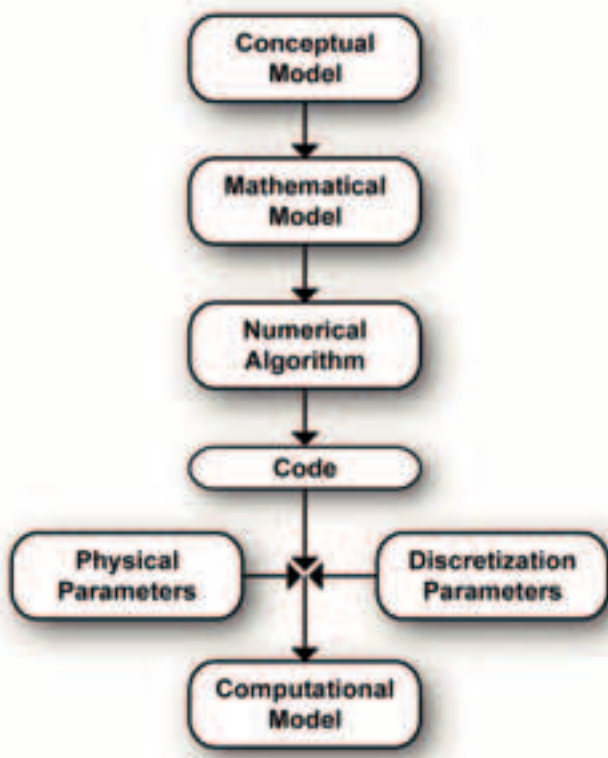 Conceptual
Model
Mathematical
Model
Numerical
Algorithm
Code
Physical
Parameters
Discretization
Parameters
Computational
Model